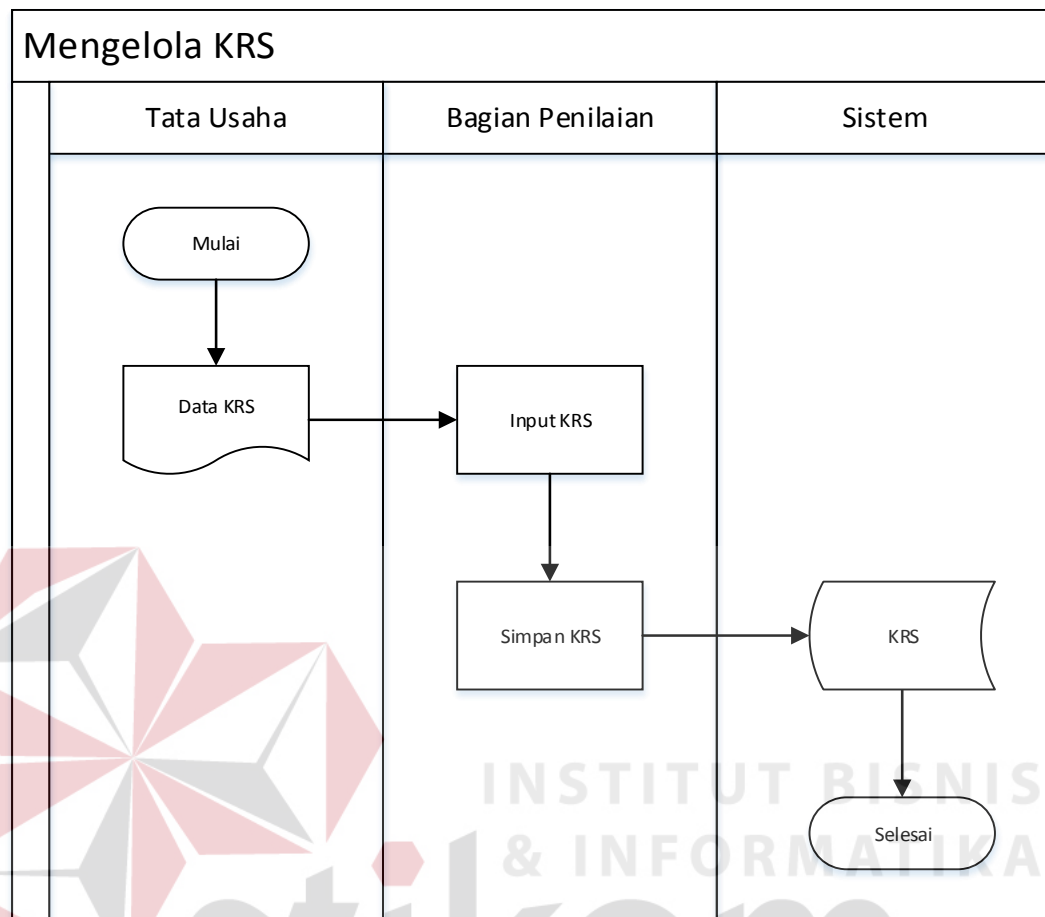 Mengelola KRS
Tata Usaha
Bagian Penilaian
Sistem
Mulai
Data KRS
Input KRS
Simpan KRS
KRS
Selesai
INSTITUT BISNIS
& INFORMATIKA